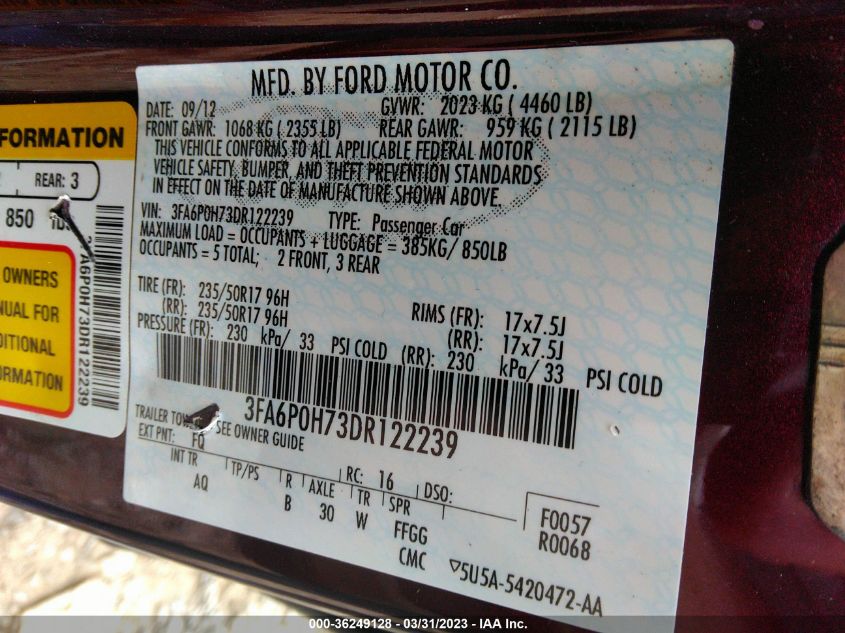 MFD. BY FORD MOTOR CO.
DATE: 09/12 GVWR: 2023 KG ( 4460 LB)
FRONT GAWR: 1068 KG ( 2355 LB) REAR GAWR: 959 KG ( 2115 LB)
THIS VEHICLE CONFORMS TO ALL APPLICABLE FEDERAL MOTOR
VEHICLE SAFETY, BUMPER, AND THEFT PREVENTION STANDARDS
IN EFFECT ON THE DATE OF MANUFACTURE SHOWN ABOVE.
VIN: 3FA6P0H73DR122239 TYPE: Passenger Car
MAXIMUM LOAD = OCCUPANTS + LUGGAGE = 385KG/ 850LB
OCCUPANTS = 5 TOTAL; 2 FRONT, 3 REAR
TIRE (FR): 235/50R17 96H RIMS (FR): 17x7.5J
(RR): 235/50R17 96H (RR): 17x7.5J
PRESSURE (FR): 230 kPa/ 33 PSI COLD (RR): 230 kPa/ 33 PSI COLD
3FA6P0H73DR122239
TRAILER SEE OWNER GUIDE
EXT PNT: FQ RC: 16 DSO:
INT TR TP/PS R AXLE TR SPR F0057
AQ B 30 W FFGG R0068
CMC 5U5A-5420472-AA
FORMATION
REAR: 3
850
OWNERS
NUAL FOR
DITIONAL
ORMATION
A6P0H73DR122239
000-36249128 - 03/31/2023 - IAA Inc.